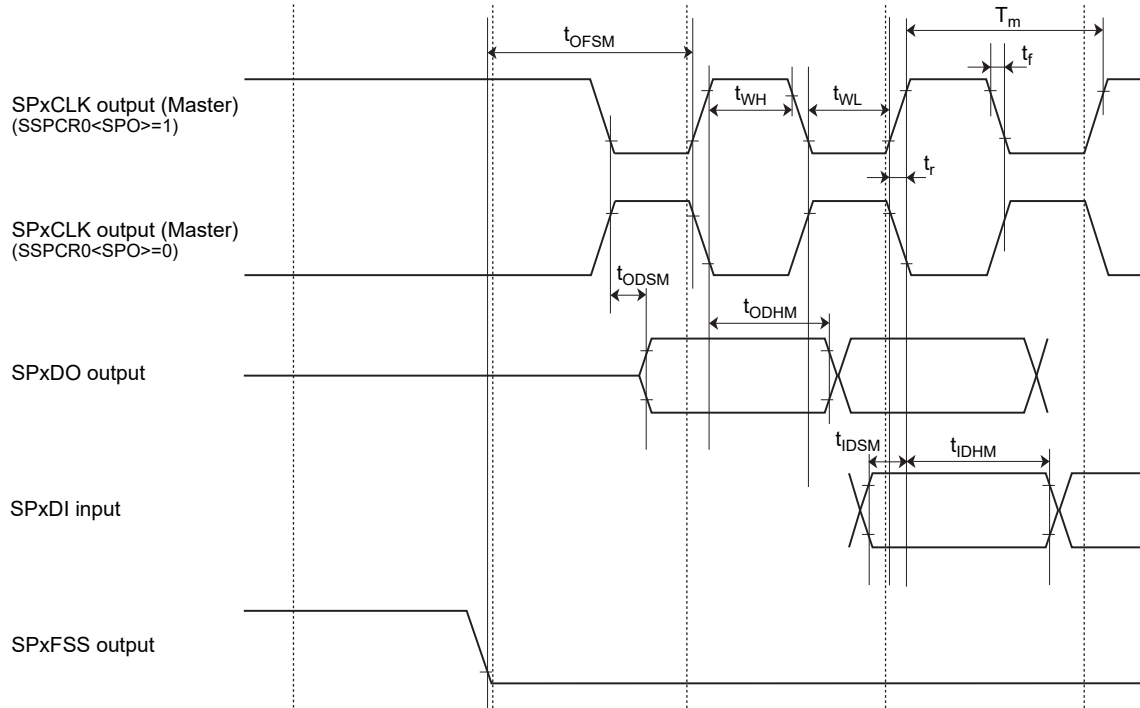 T_m
t_OFSM
t_f
SPxCLK output (Master)
(SSPCR0<SPO>=1)
t_WH
t_WL
t_r
SPxCLK output (Master)
(SSPCR0<SPO>=0)
t_ODSM
t_ODHM
SPxDO output
t_IDSM
t_IDHM
SPxDI input
SPxFSS output